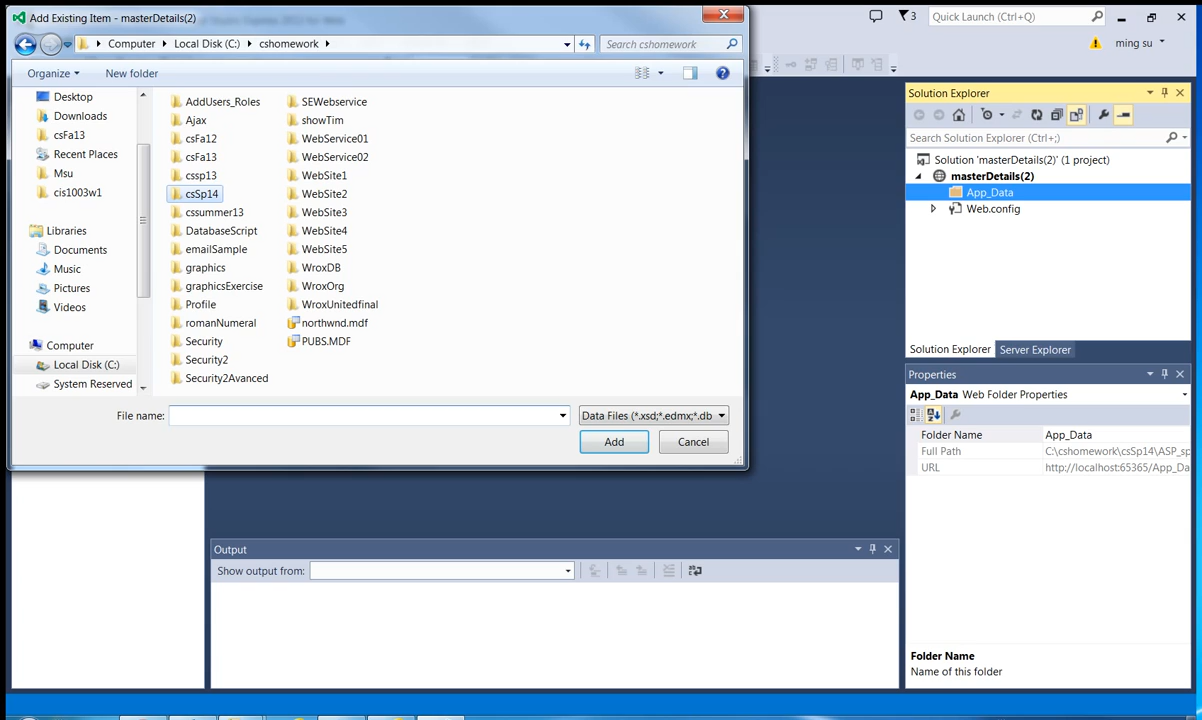 Add Existing Item - masterDetails(2)
Computer Local Disk (C:) cshomework
Search cshomework
Organize
New folder
Desktop
Downloads
csFa13
Recent Places
Msu
cis1003w1
Libraries
Documents
Music
Pictures
Videos
Computer
Local Disk (C:)
System Reserved
AddUsers_Roles
Ajax
csFa12
csFa13
cssp13
csSp14
cssummer13
DatabaseScript
emailSample
graphics
graphicsExercise
Profile
romanNumeral
Security
Security2
Security2Avanced
SEWebservice
showTim
WebService01
WebService02
WebSite1
WebSite2
WebSite3
WebSite4
WebSite5
WroxDB
WroxOrg
WroxUnitedfinal
northwnd.mdf
PUBS.MDF
File name:
Data Files (*.xsd;*.edmx;*.db
Add
Cancel
3
Quick Launch (Ctrl+Q)
ming su
Solution Explorer
Search Solution Explorer (Ctrl+;)
Solution 'masterDetails(2)' (1 project)
masterDetails(2)
App_Data
Web.config
Solution Explorer
Server Explorer
Properties
App_Data Web Folder Properties
Folder Name App_Data
Full Path C:\cshomework\csSp14\ASP_sp
URL http://localhost:65365/App_Da
Folder Name
Name of this folder
Output
Show output from: